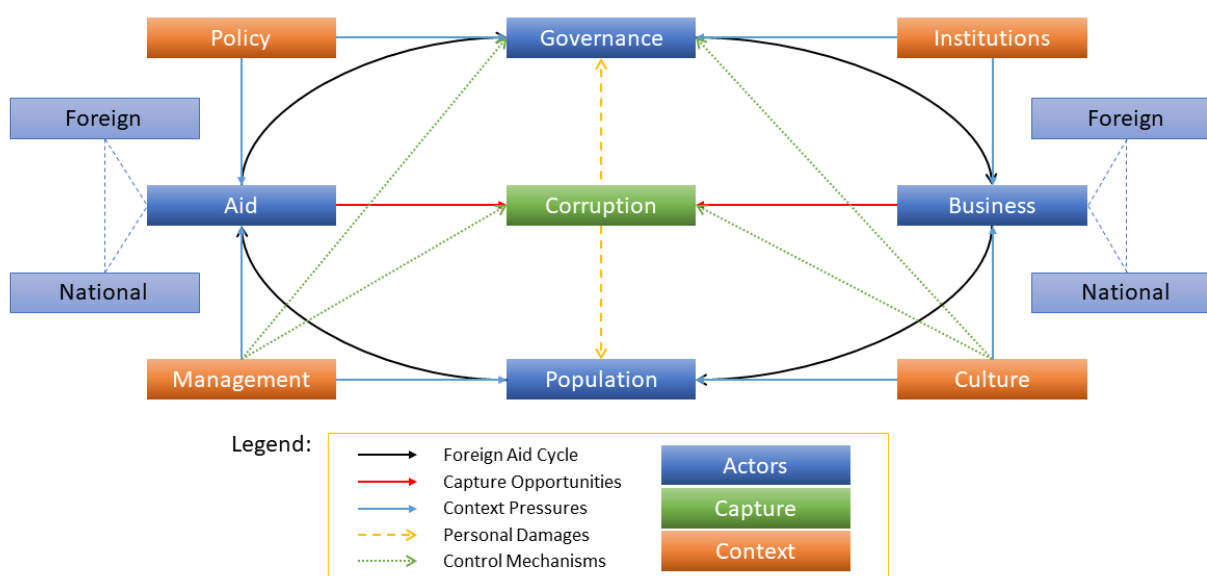 Policy
Governance
Institutions
Foreign
Foreign
Aid
Corruption
Business
National
National
Management
Population
Culture
Legend:
Foreign Aid Cycle
Capture Opportunities
Context Pressures
Personal Damages
Control Mechanisms
Actors
Capture
Context